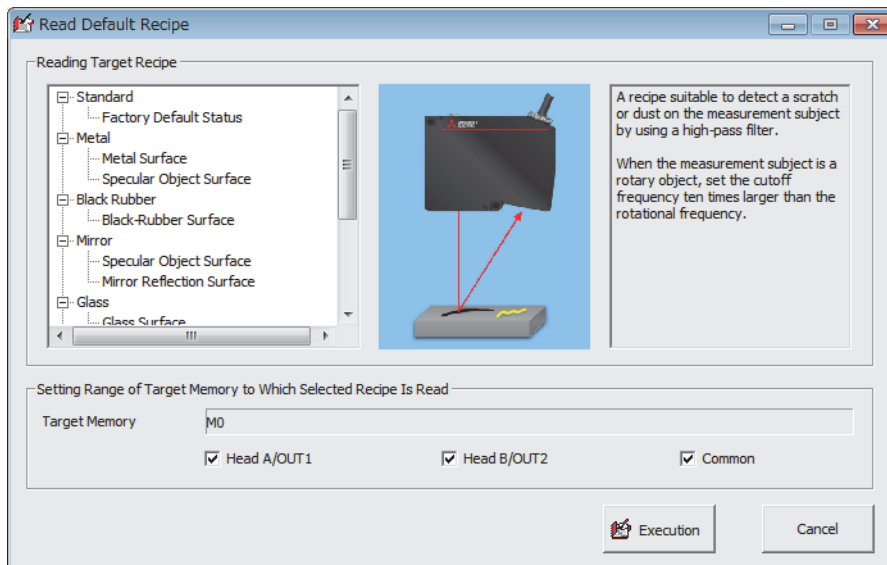 Read Default Recipe
Reading Target Recipe
Standard
Factory Default Status
Metal
Metal Surface
Specular Object Surface
Black Rubber
Black-Rubber Surface
Mirror
Specular Object Surface
Mirror Reflection Surface
Glass
Glass Surface
MITSUBISHI
ELECTRIC
A recipe suitable to detect a scratch
or dust on the measurement subject
by using a high-pass filter.
When the measurement subject is a
rotary object, set the cutoff
frequency ten times larger than the
rotational frequency.
Setting Range of Target Memory to Which Selected Recipe Is Read
Target Memory
M0
Head A/OUT1
Head B/OUT2
Common
Execution
Cancel